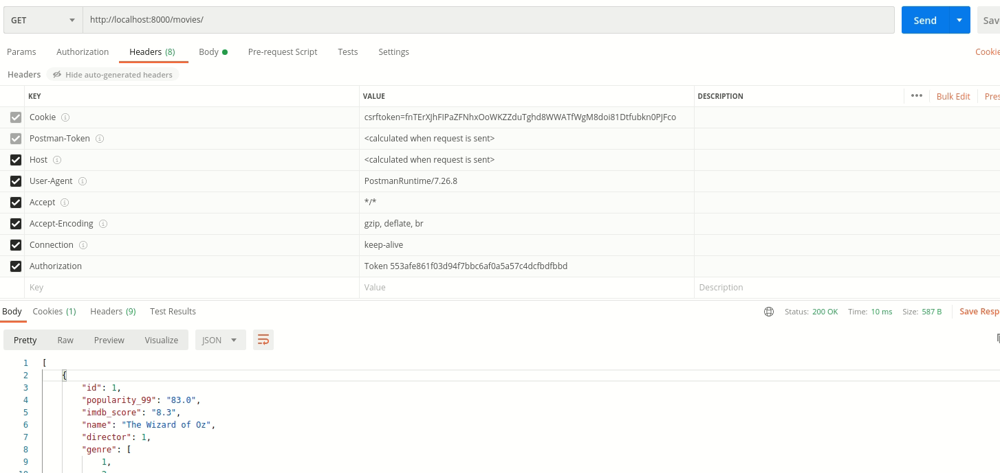 GET http://localhost:8000/movies/ Send
Params Authorization Headers (8) Body Pre-request Script Tests Settings
Headers Hide auto-generated headers
KEY VALUE DESCRIPTION ••• Bulk Edit
Cookie csrftoken=fnTErXJhFIPaZFNhxOoWKZZduTghd8WWATfWgM8doi81Dtfubkn0PJFco
Postman-Token <calculated when request is sent>
Host <calculated when request is sent>
User-Agent PostmanRuntime/7.26.8
Accept */*
Accept-Encoding gzip, deflate, br
Connection keep-alive
Authorization Token 553afe861f03d94f7bbc6af0a5a57c4dcfbdfbbd
Key Value Description
Body Cookies (1) Headers (9) Test Results Status: 200 OK Time: 10 ms Size: 587 B Save Resp
Pretty Raw Preview Visualize JSON
1 [
2 {
3 "id": 1,
4 "popularity_99": "83.0",
5 "imdb_score": "8.3",
6 "name": "The Wizard of Oz",
7 "director": 1,
8 "genre": [
9 1,